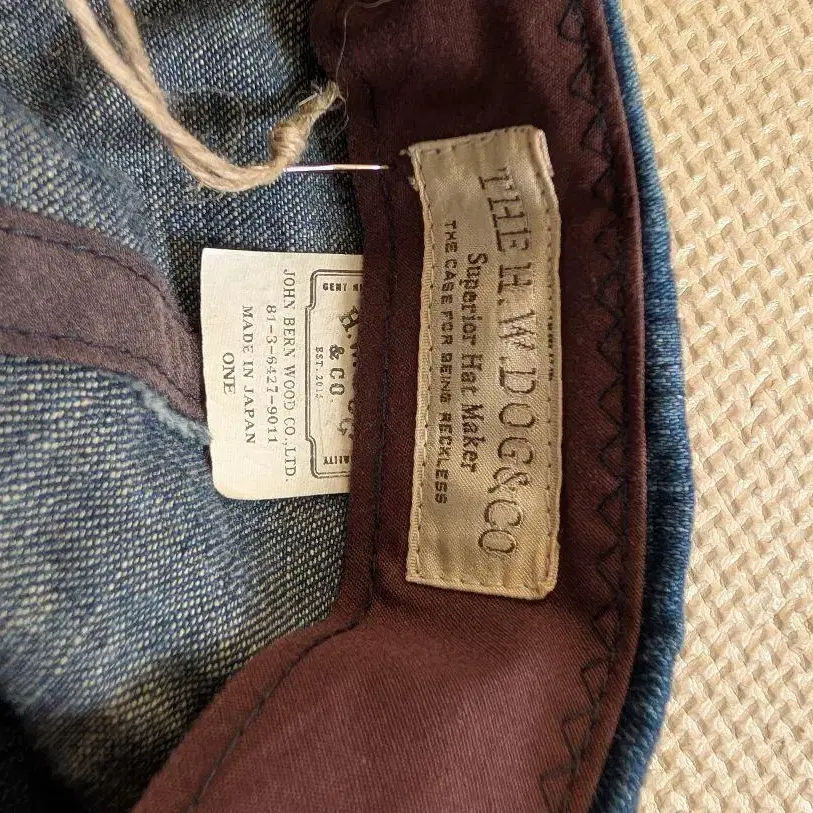 THE H.W.DOG&CO
Superior Hat Maker
THE CASE FOR BEING RECKLESS
& CO
EST. 2014
JOHN BERN WOOD CO.,LTD.
81-3-6427-9011
MADE IN JAPAN
ONE